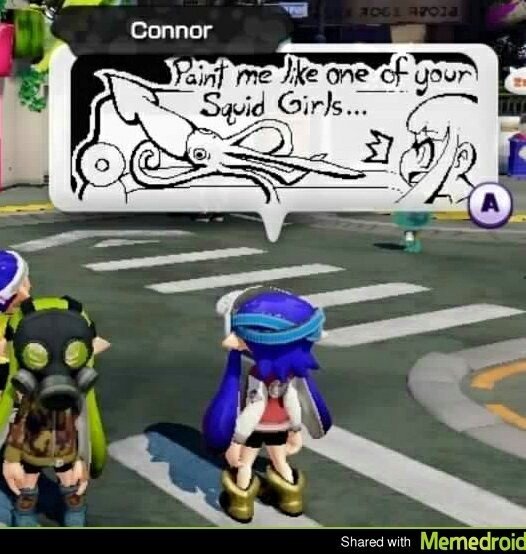 Connor
Paint me like one of your
Squid Girls...
A
Shared with Memedroid